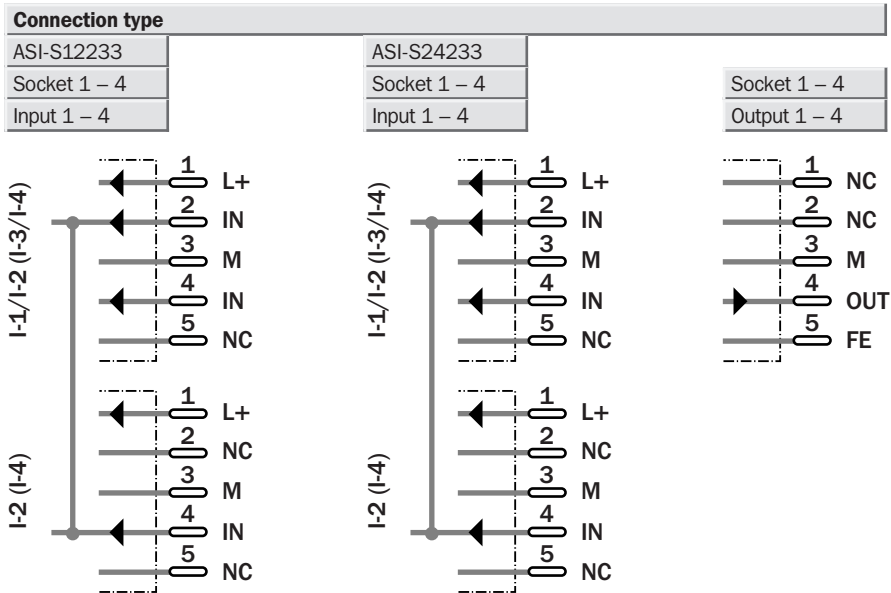 Connection type
ASI-S12233
Socket 1 – 4
Input 1 – 4
ASI-S24233
Socket 1 – 4
Input 1 – 4
Socket 1 – 4
Output 1 – 4
I-1/I-2 (I-3/I-4)
1 L+
2 IN
3 M
4 IN
5 NC
I-2 (I-4)
1 L+
2 NC
3 M
4 IN
5 NC
I-1/I-2 (I-3/I-4)
1 L+
2 IN
3 M
4 IN
5 NC
I-2 (I-4)
1 L+
2 NC
3 M
4 IN
5 NC
1 NC
2 NC
3 M
4 OUT
5 FE